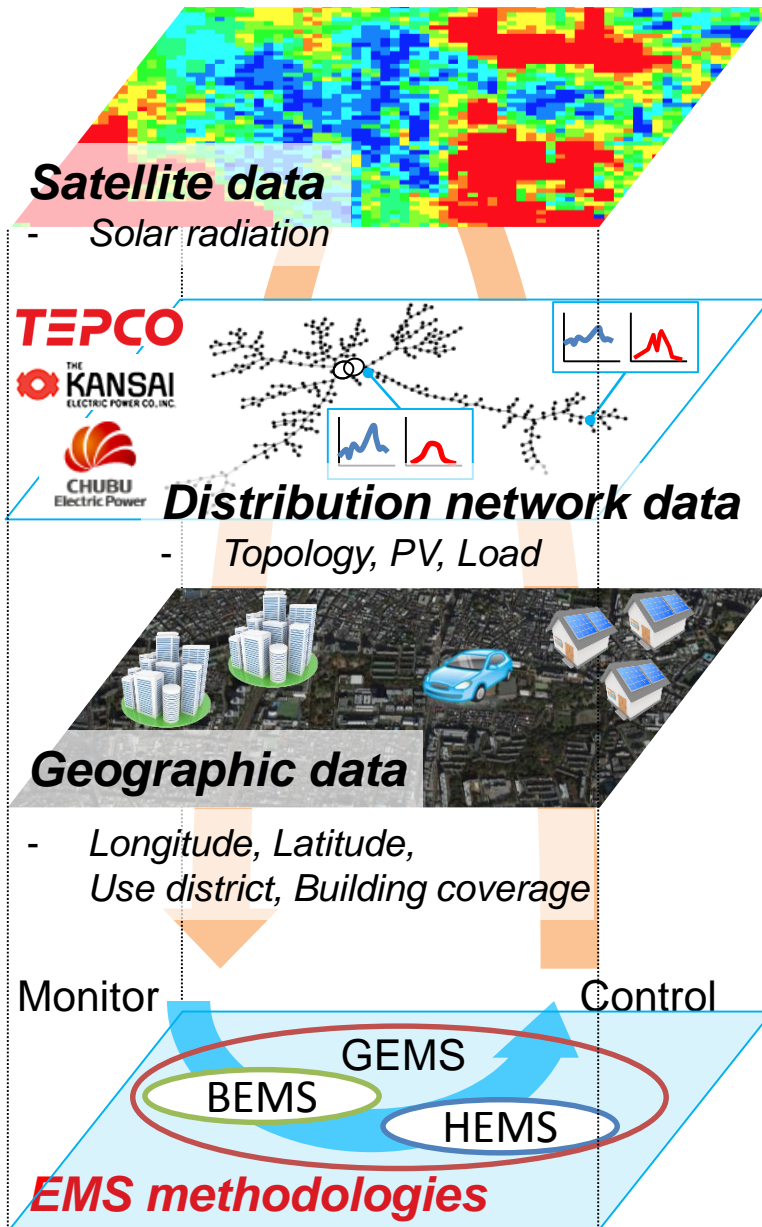 Satellite data
- Solar radiation
TEPCO
THE
KANSAI
ELECTRIC POWER CO., INC.
CHUBU
Electric Power
Distribution network data
- Topology, PV, Load
Geographic data
- Longitude, Latitude,
Use district, Building coverage
Monitor
Control
GEMS
BEMS
HEMS
EMS methodologies